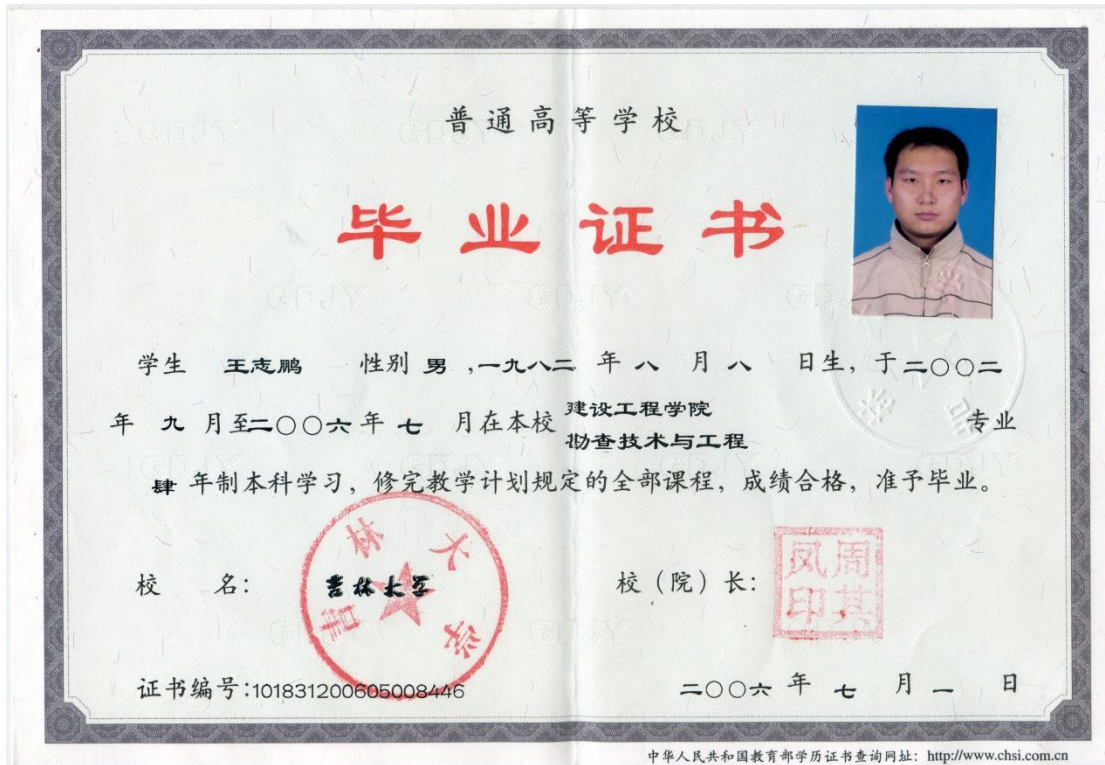 普通高等学校
毕业证书
学生 王志鹏 性别 男 ,一九八二 年 八 月 八 日生，于二〇〇二
年 九 月至二〇〇六年 七 月在本校 建设工程学院
勘查技术与工程 专业
肆 年制本科学习，修完教学计划规定的全部课程，成绩合格，准予毕业。
校 名： 吉林大学
吉林大学
校（院）长：
周其凤印
证书编号：101831200605008446
二〇〇六 年 七 月 一 日
中华人民共和国教育部学历证书查询网址：http://www.chsi.com.cn